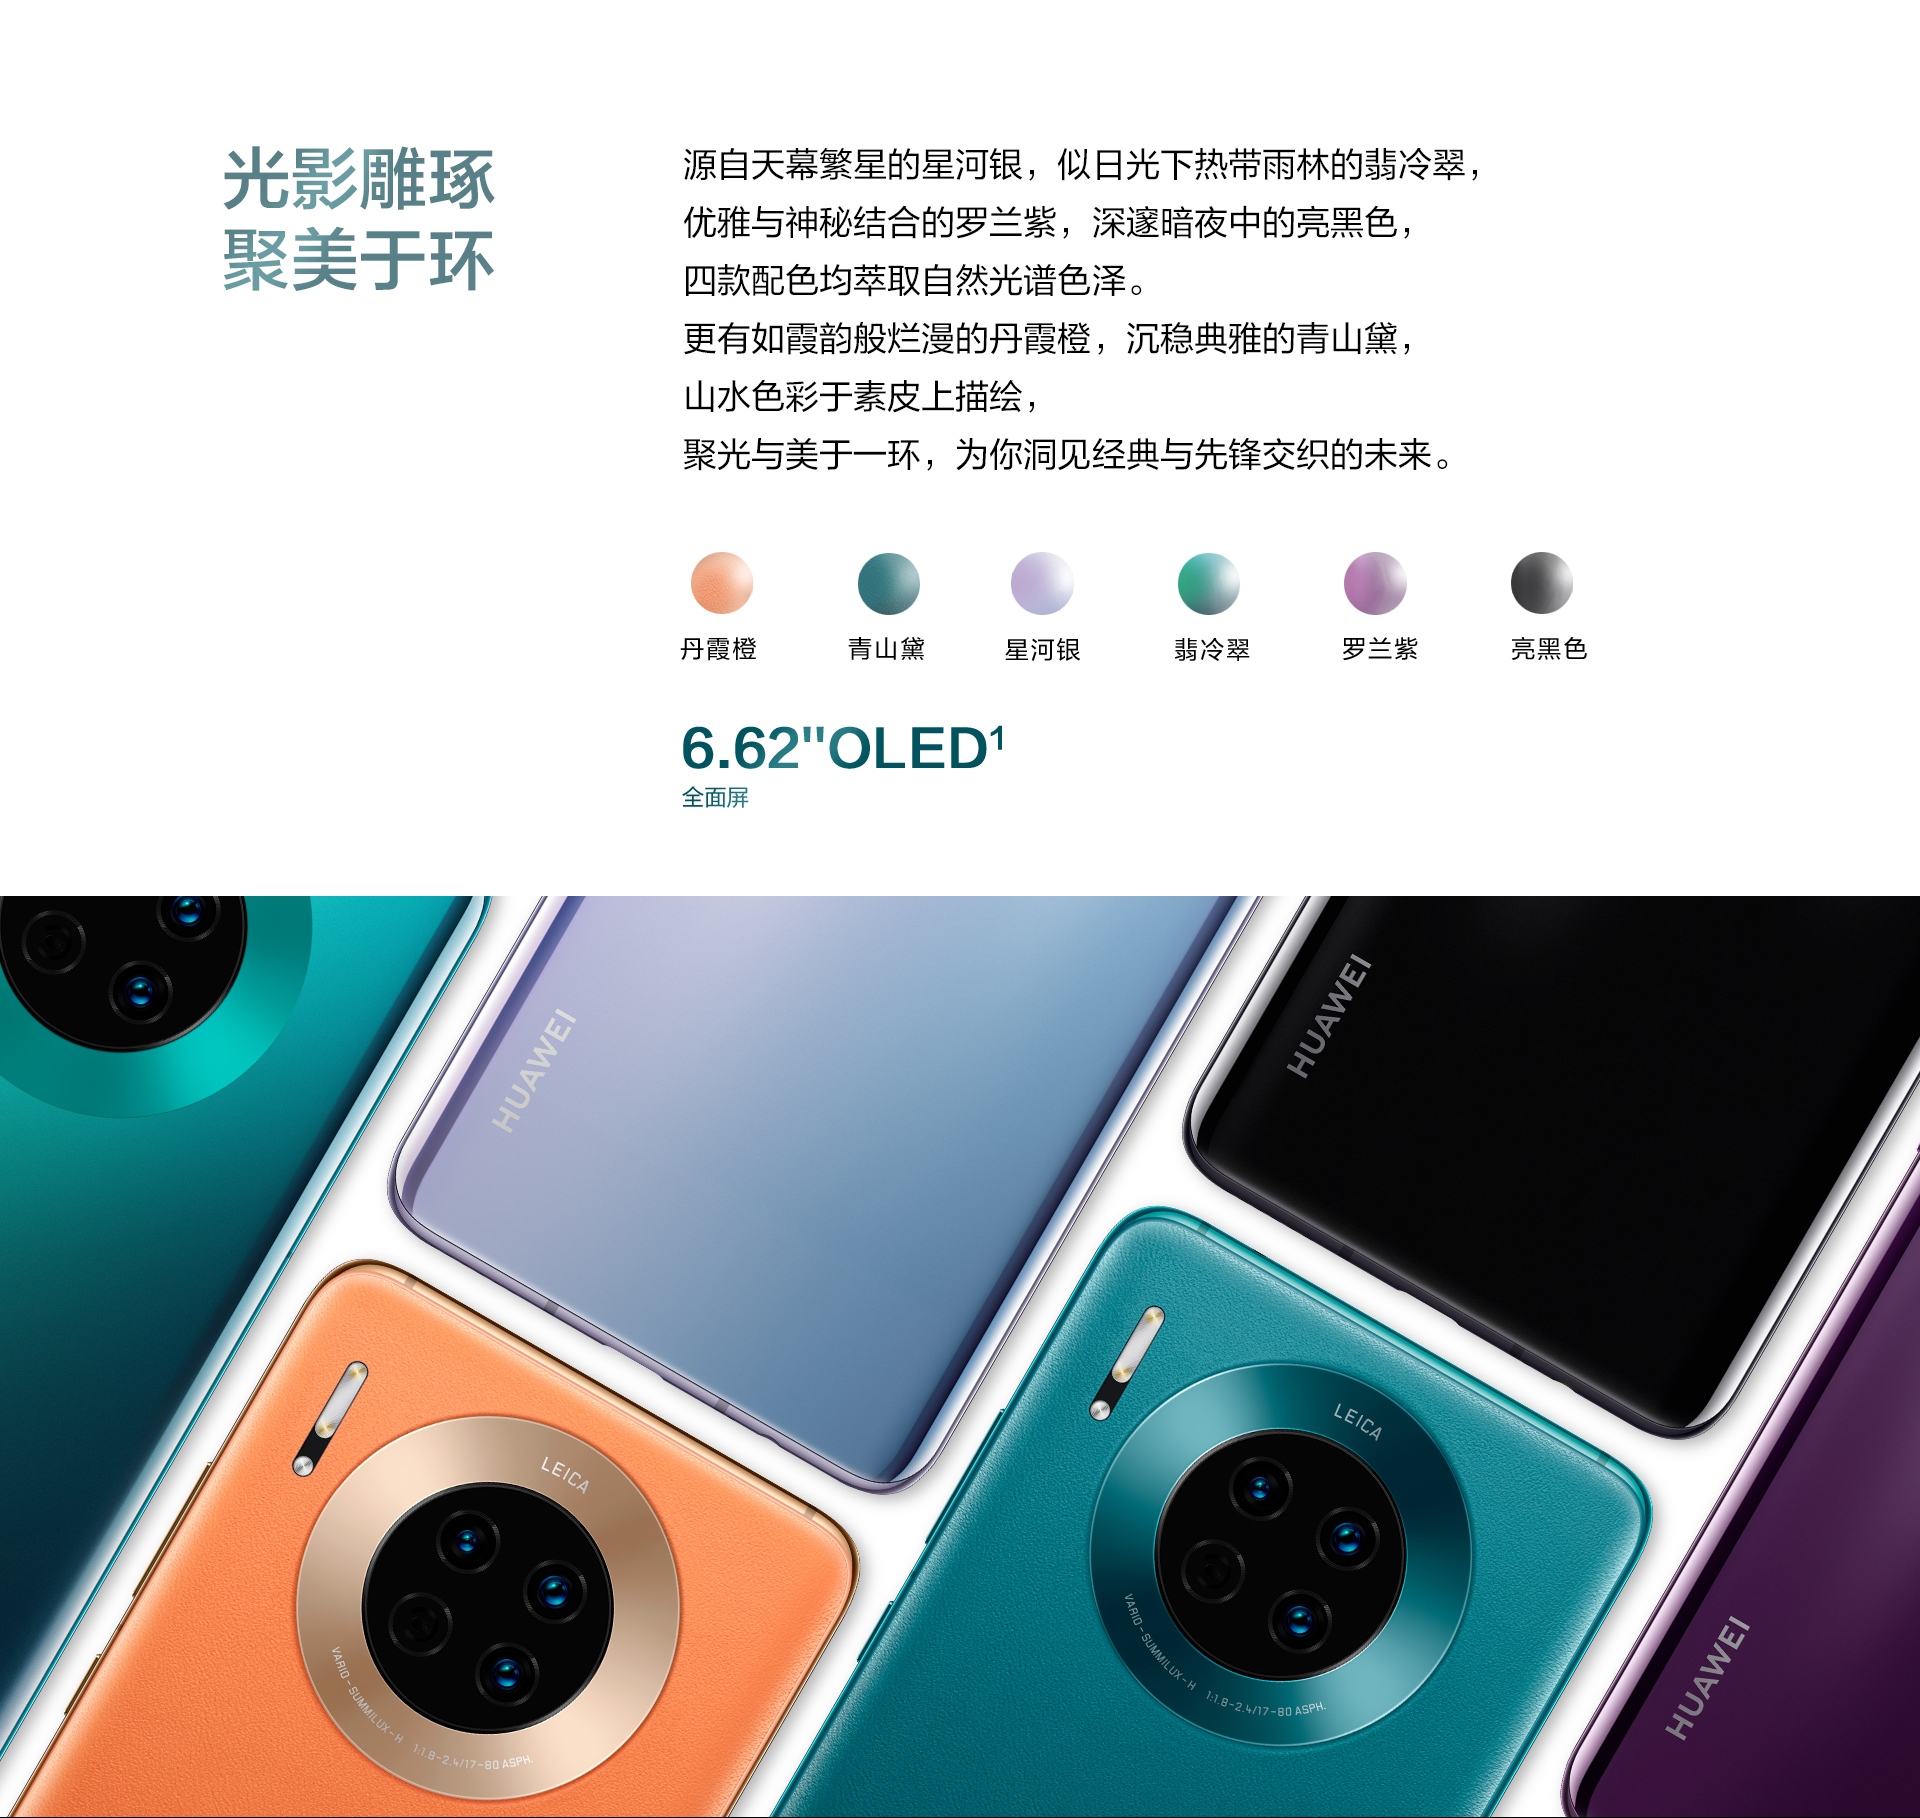 光影雕琢
聚美于环
源自天幕繁星的星河银，似日光下热带雨林的翡冷翠，
优雅与神秘结合的罗兰紫，深邃暗夜中的亮黑色，
四款配色均萃取自然光谱色泽。
更有如霞韵般烂漫的丹霞橙，沉稳典雅的青山黛，
山水色彩于素皮上描绘，
聚光与美于一环，为你洞见经典与先锋交织的未来。
丹霞橙
青山黛
星河银
翡冷翠
罗兰紫
亮黑色
6.62"OLED¹
全面屏
HUAWEI
HUAWEI
LEICA
VARIO-SUMMILUX-H 1:1.8-2.4/17-80 ASPH.
LEICA
VARIO-SUMMILUX-H 1:1.8-2.4/17-80 ASPH.
HUAWEI